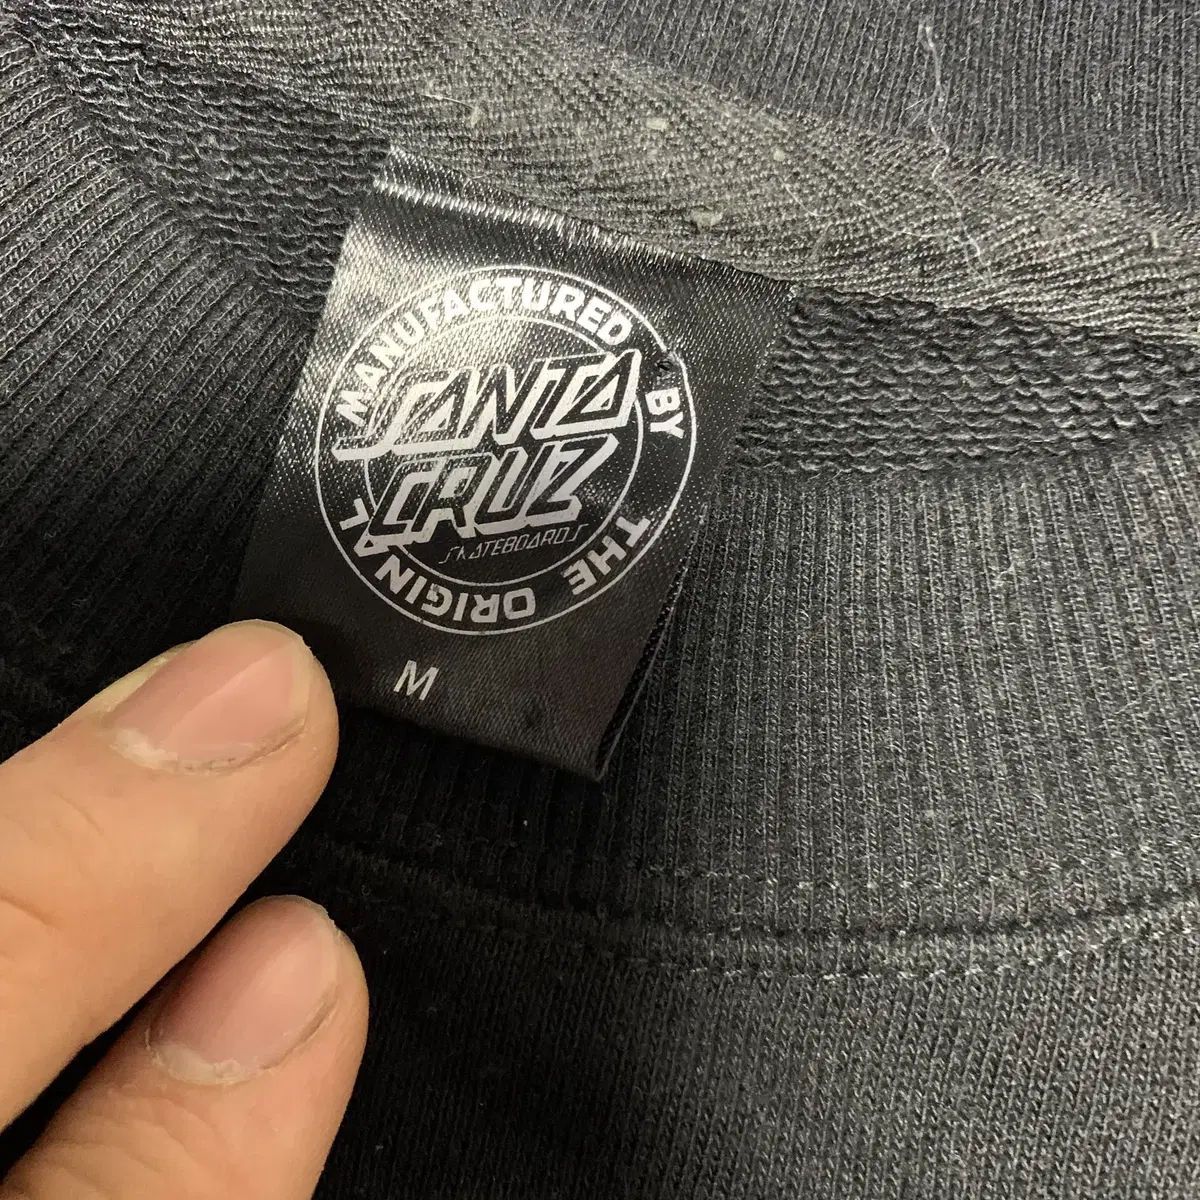 MANUFACTURED BY
SANTA
CRUZ
SKATEBOARDS
THE ORIGINAL
M